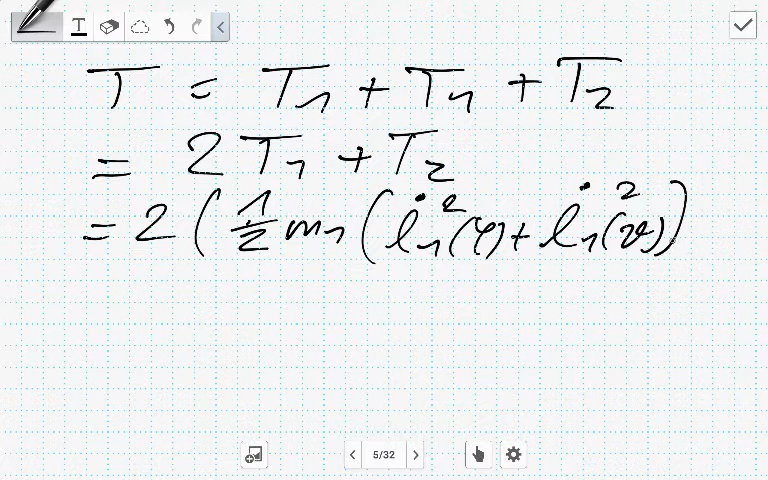 T = T₁ + T₁ + T₂
= 2 T₁ + T₂
= 2 ( 1/2 m₁ ( l̇₁²(φ) + l̇₁²(ϑ) )
5/32